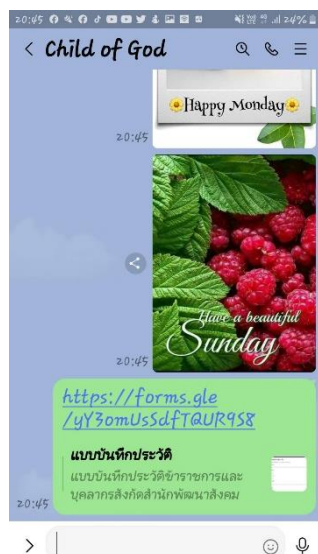 20:45
24%
Child of God
Happy Monday
20:45
Have a beautiful
Sunday
20:45
https://forms.gle
/yY3omUsSdfTQUR9S8
แบบบันทึกประวัติ
แบบบันทึกประวัติข้าราชการและ
บุคลากรสังกัดสำนักพัฒนาสังคม
20:45